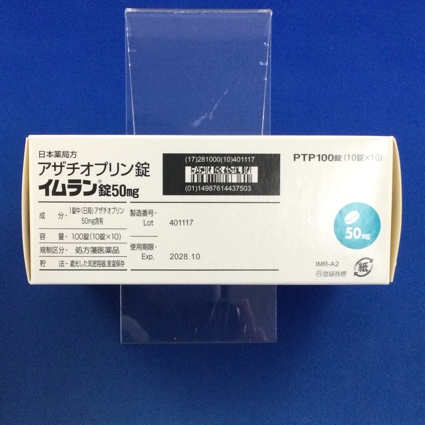 日本薬局方
アザチオプリン錠
イムラン®錠50mg
成　分・1錠中(日局)アザチオプリン
50mg含有
容　量・100錠(10錠×10)
規制区分・処方箋医薬品
貯　法・遮光した気密容器,室温保存
製造番号・
Lot 401117
使用期限・
Exp. 2028.10
(17)281000(10)401117
(01)14987614437503
PTP100錠(10錠×10)
50mg
IMR-A2
Ⓡ登録商標
紙